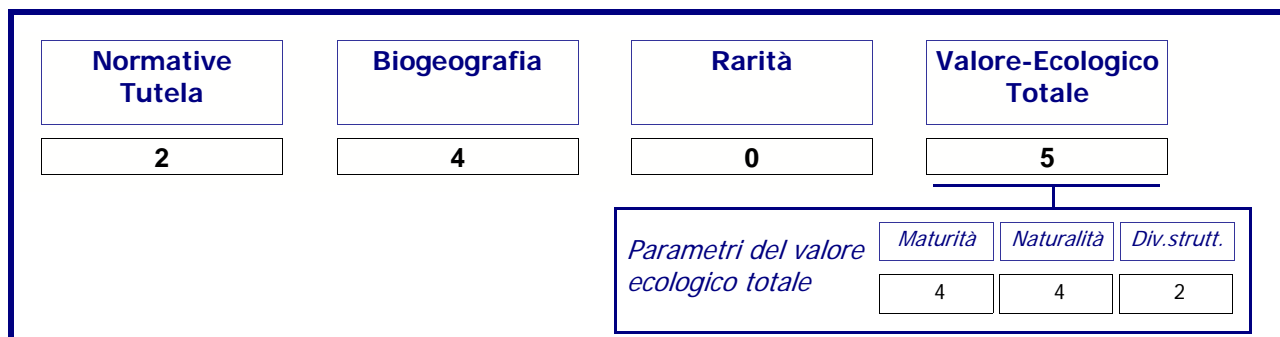 Normative
Tutela
Biogeografia
Rarità
Valore-Ecologico
Totale
2
4
0
5
Parametri del valore
ecologico totale
Maturità
Naturalità
Div.strutt.
4
4
2